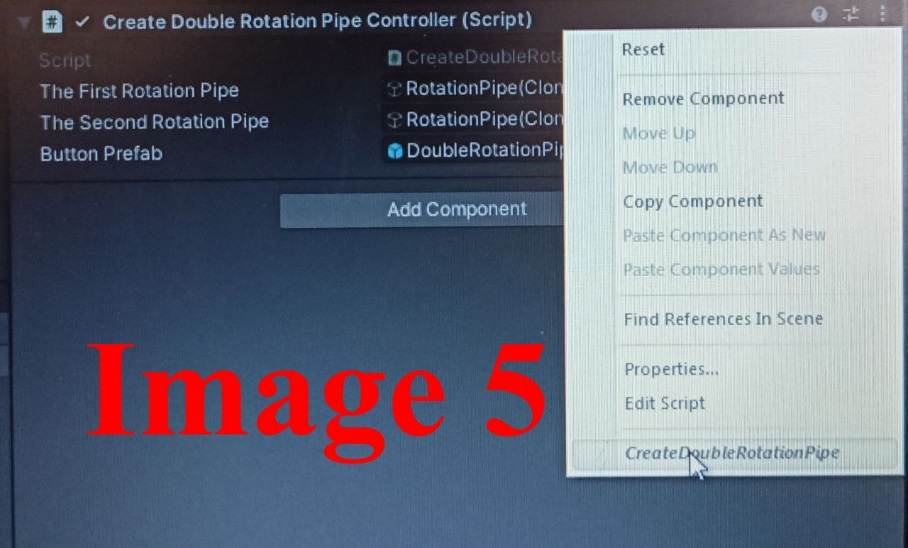 Create Double Rotation Pipe Controller (Script)
Script CreateDoubleRota
The First Rotation Pipe RotationPipe(Clon
The Second Rotation Pipe RotationPipe(Clon
Button Prefab DoubleRotationPip
Add Component
Reset
Remove Component
Move Up
Move Down
Copy Component
Paste Component As New
Paste Component Values
Find References In Scene
Properties...
Edit Script
CreateDoubleRotationPipe
Image 5